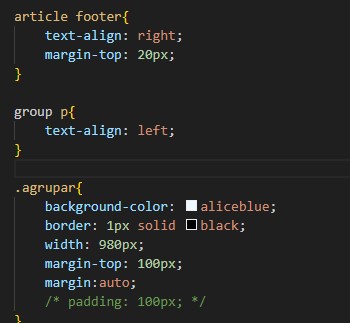 article footer{
    text-align: right;
    margin-top: 20px;
}
group p{
    text-align: left;
}
.agrupar{
    background-color: aliceblue;
    border: 1px solid black;
    width: 980px;
    margin-top: 100px;
    margin:auto;
    /* padding: 100px; */
}